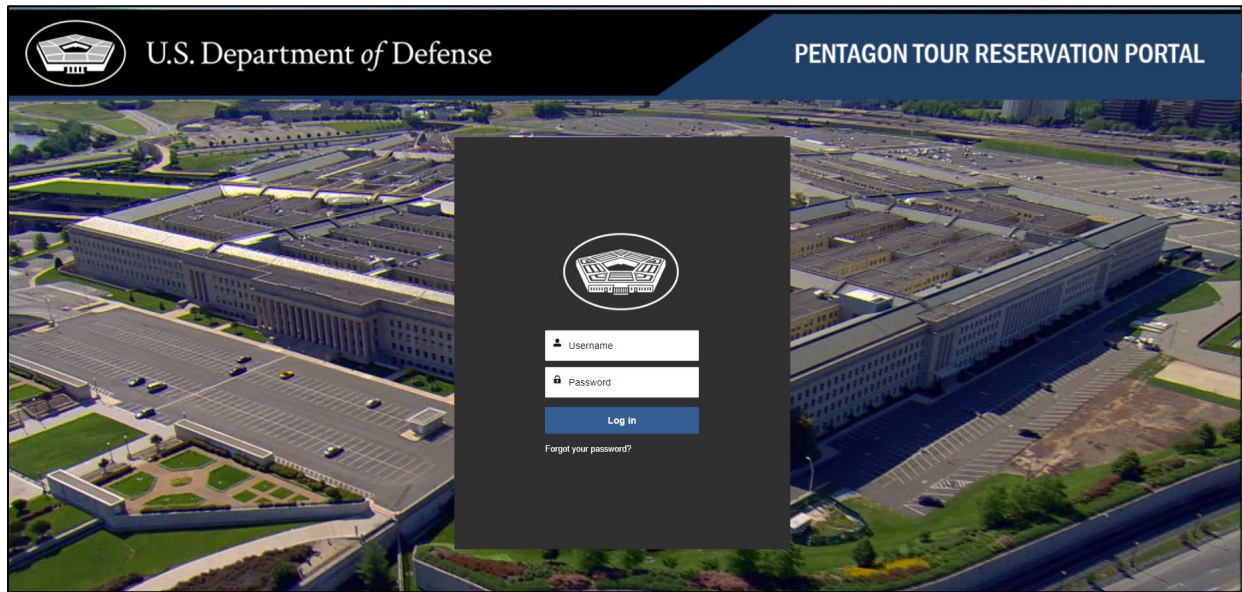 U.S. Department of Defense
PENTAGON TOUR RESERVATION PORTAL
Username
Password
Log in
Forgot your password?